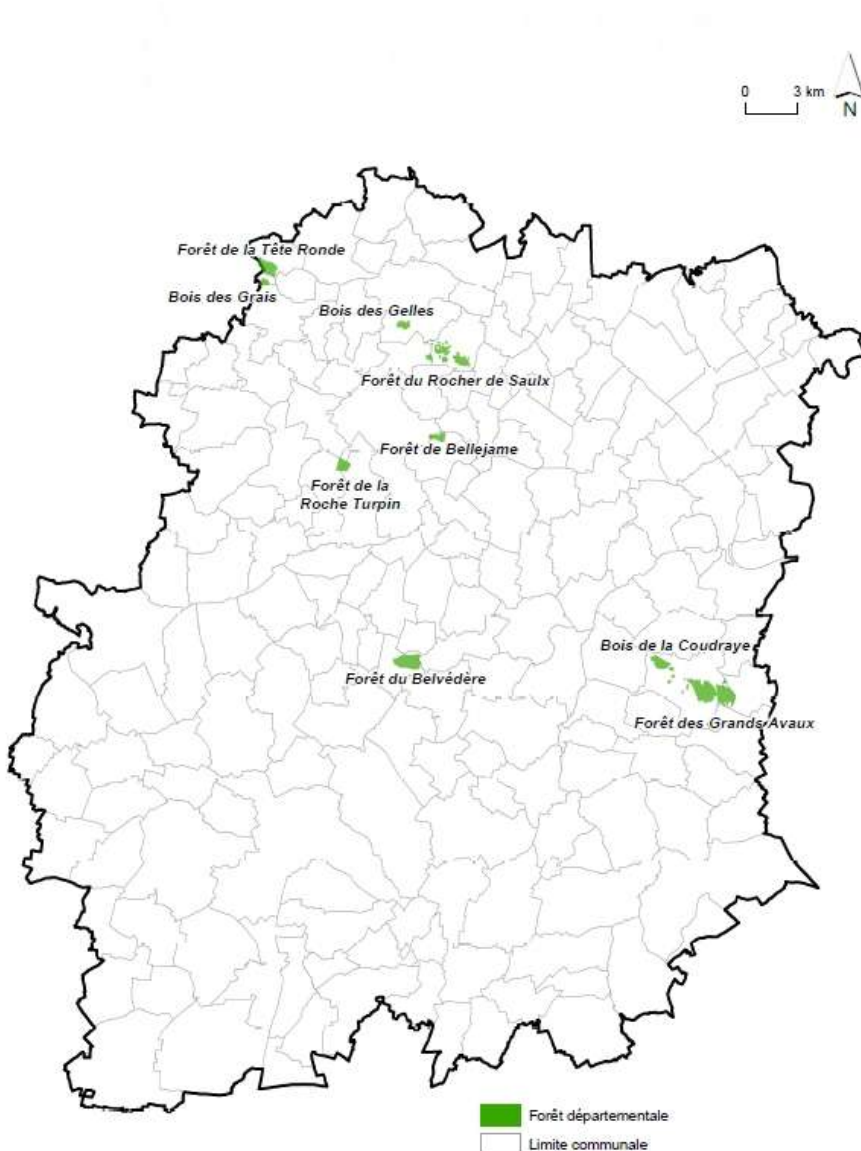 0 3 km
N
Forêt de la Tête Ronde
Bois des Grais
Bois des Gelles
Forêt du Rocher de Saulx
Forêt de Bellejame
Forêt de la
Roche Turpin
Bois de la Coudraye
Forêt du Belvédère
Forêt des Grands Avaux
Forêt départementale
Limite communale